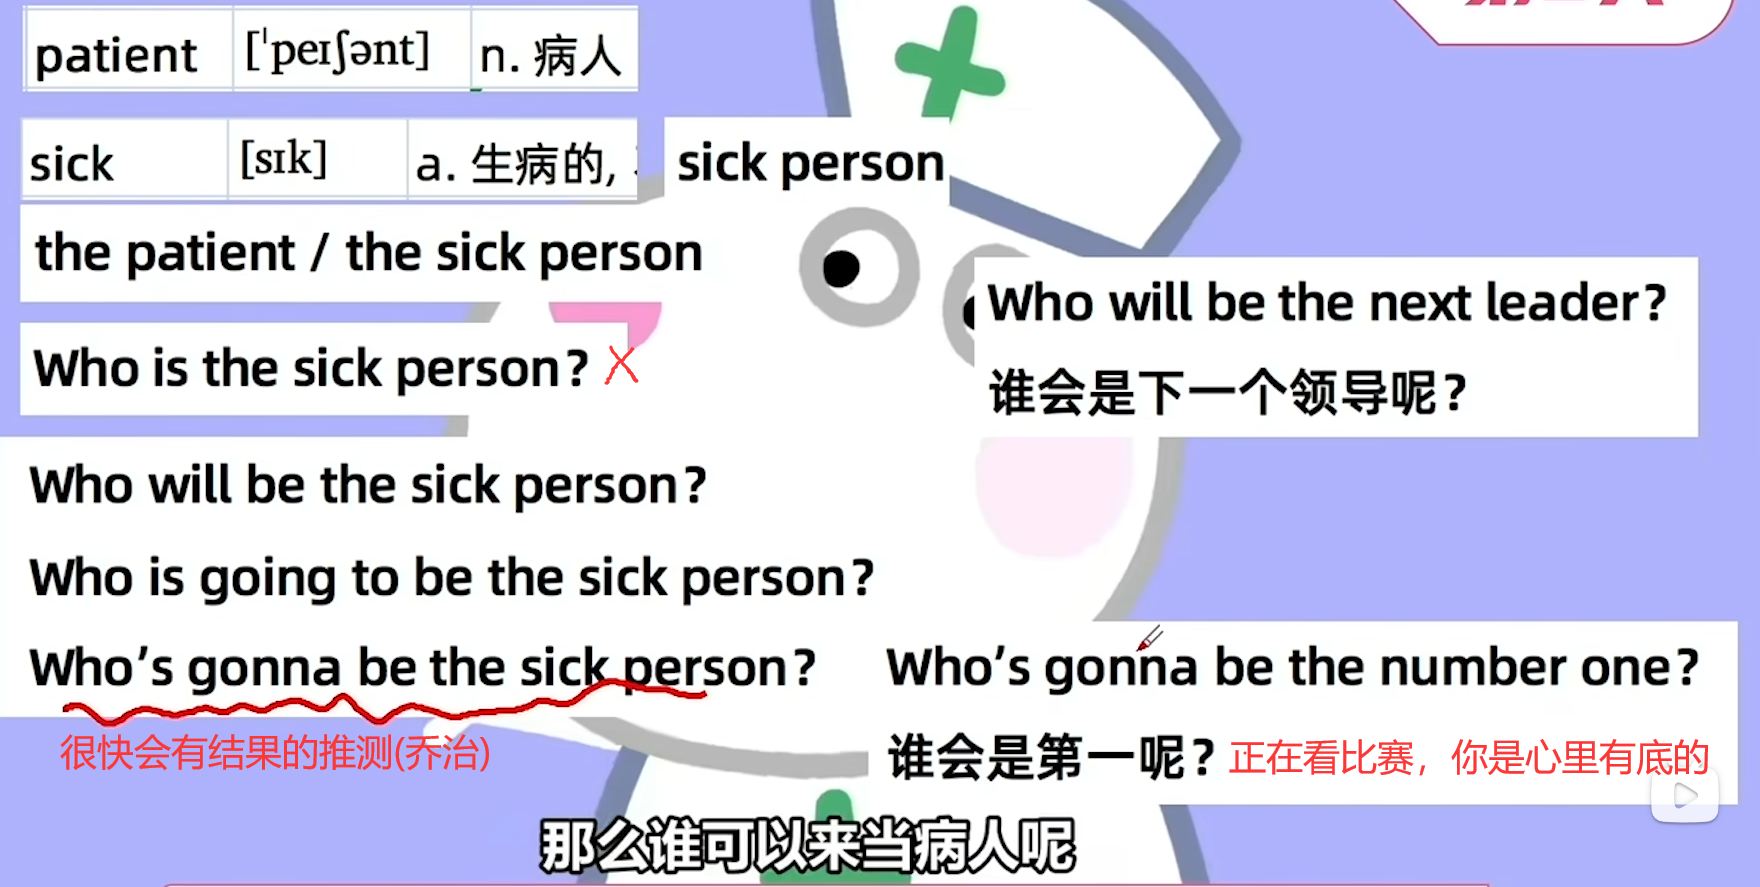 patient ['peɪʃənt] n. 病人
sick [sɪk] a. 生病的,
sick person
the patient / the sick person
Who is the sick person? X
Who will be the next leader?
谁会是下一个领导呢?
Who will be the sick person?
Who is going to be the sick person?
Who's gonna be the sick person?
很快会有结果的推测(乔治)
Who's gonna be the number one?
谁会是第一呢? 正在看比赛，你是心里有底的
那么谁可以来当病人呢